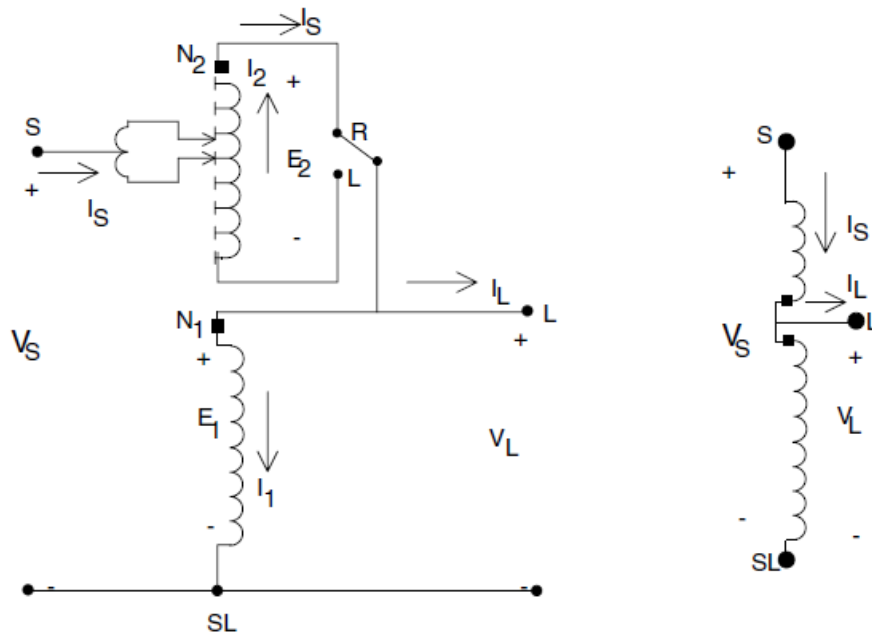 I_S
N_2
I_2
+
S
R
E_2
L
+
I_S
-
I_L
N_1
L
+
+
V_S
E_1
V_L
I_1
-
-
-
SL
S
+
I_S
I_L
L
V_S
+
V_L
-
-
SL